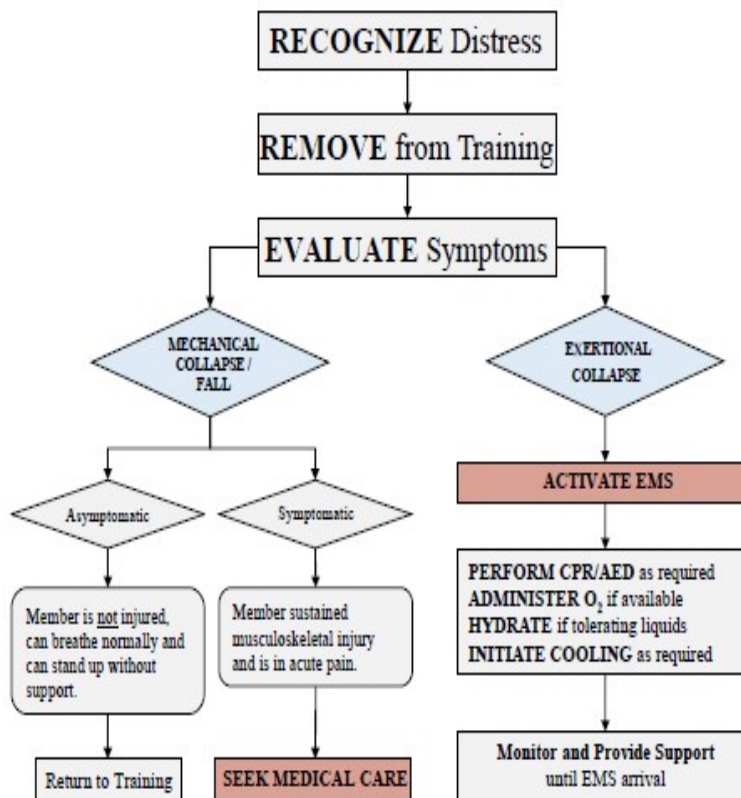 RECOGNIZE Distress
REMOVE from Training
EVALUATE Symptoms
MECHANICAL
COLLAPSE /
FALL
EXERTIONAL
COLLAPSE
Asymptomatic
Symptomatic
ACTIVATE EMS
Member is not injured,
can breathe normally and
can stand up without
support.
Member sustained
musculoskeletal injury
and is in acute pain.
PERFORM CPR/AED as required
ADMINISTER O₂ if available
HYDRATE if tolerating liquids
INITIATE COOLING as required
Return to Training
SEEK MEDICAL CARE
Monitor and Provide Support
until EMS arrival